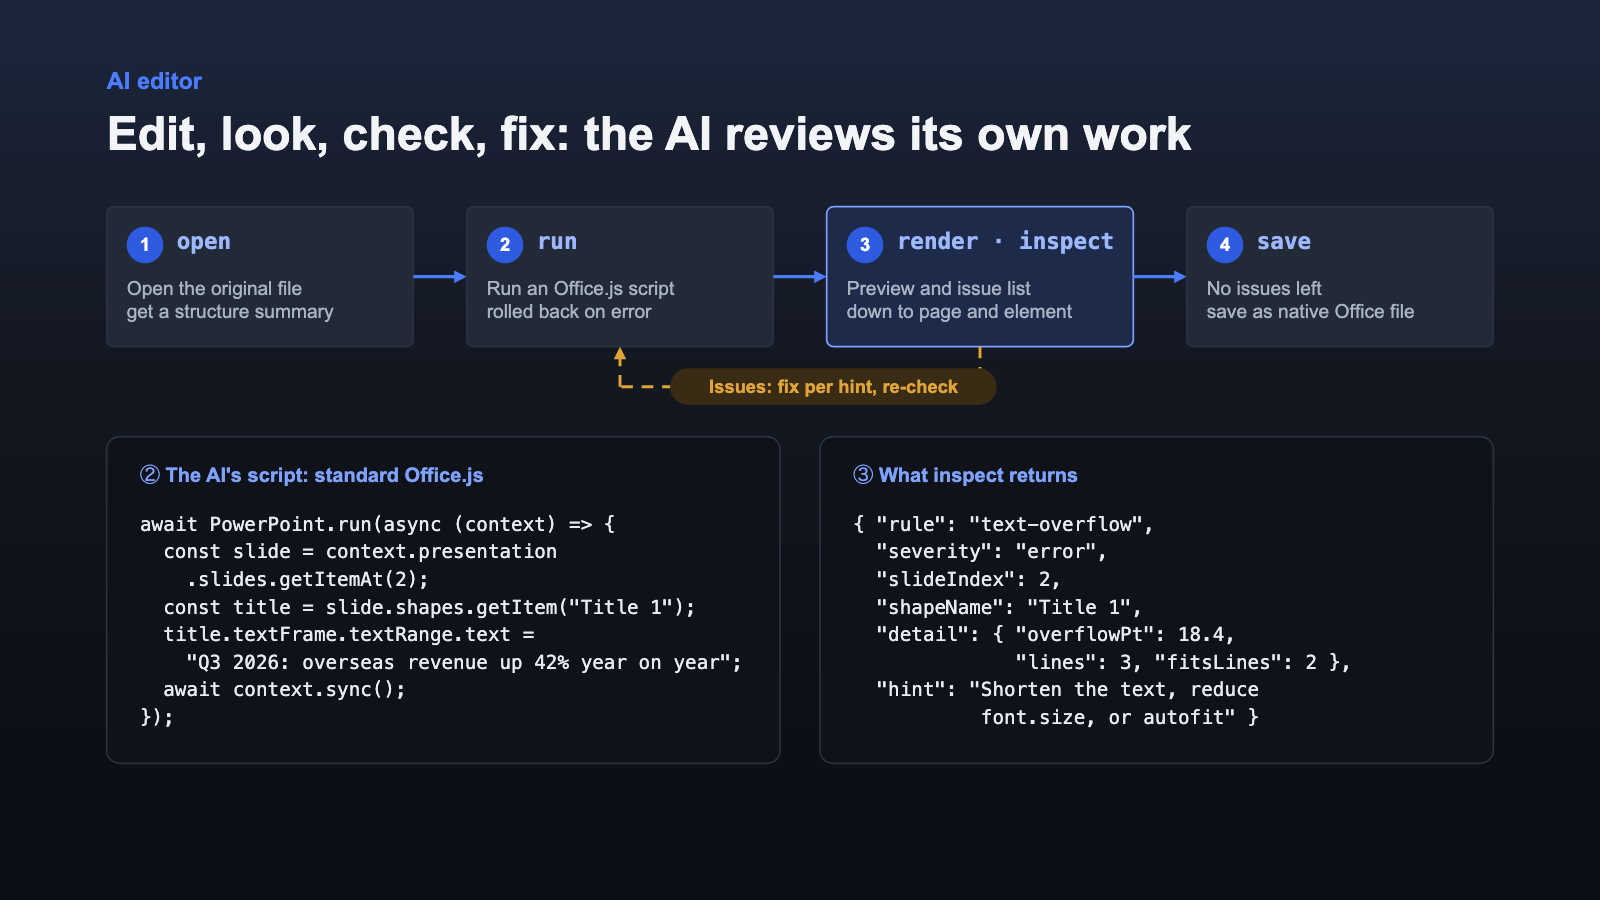 AI editor
Edit, look, check, fix: the AI reviews its own work
1 open
Open the original file
get a structure summary
2 run
Run an Office.js script
rolled back on error
3 render · inspect
Preview and issue list
down to page and element
4 save
No issues left
save as native Office file
Issues: fix per hint, re-check
② The AI's script: standard Office.js
await PowerPoint.run(async (context) => {
  const slide = context.presentation
    .slides.getItemAt(2);
  const title = slide.shapes.getItem("Title 1");
  title.textFrame.textRange.text =
    "Q3 2026: overseas revenue up 42% year on year";
  await context.sync();
});
③ What inspect returns
{ "rule": "text-overflow",
  "severity": "error",
  "slideIndex": 2,
  "shapeName": "Title 1",
  "detail": { "overflowPt": 18.4,
              "lines": 3, "fitsLines": 2 },
  "hint": "Shorten the text, reduce
           font.size, or autofit" }